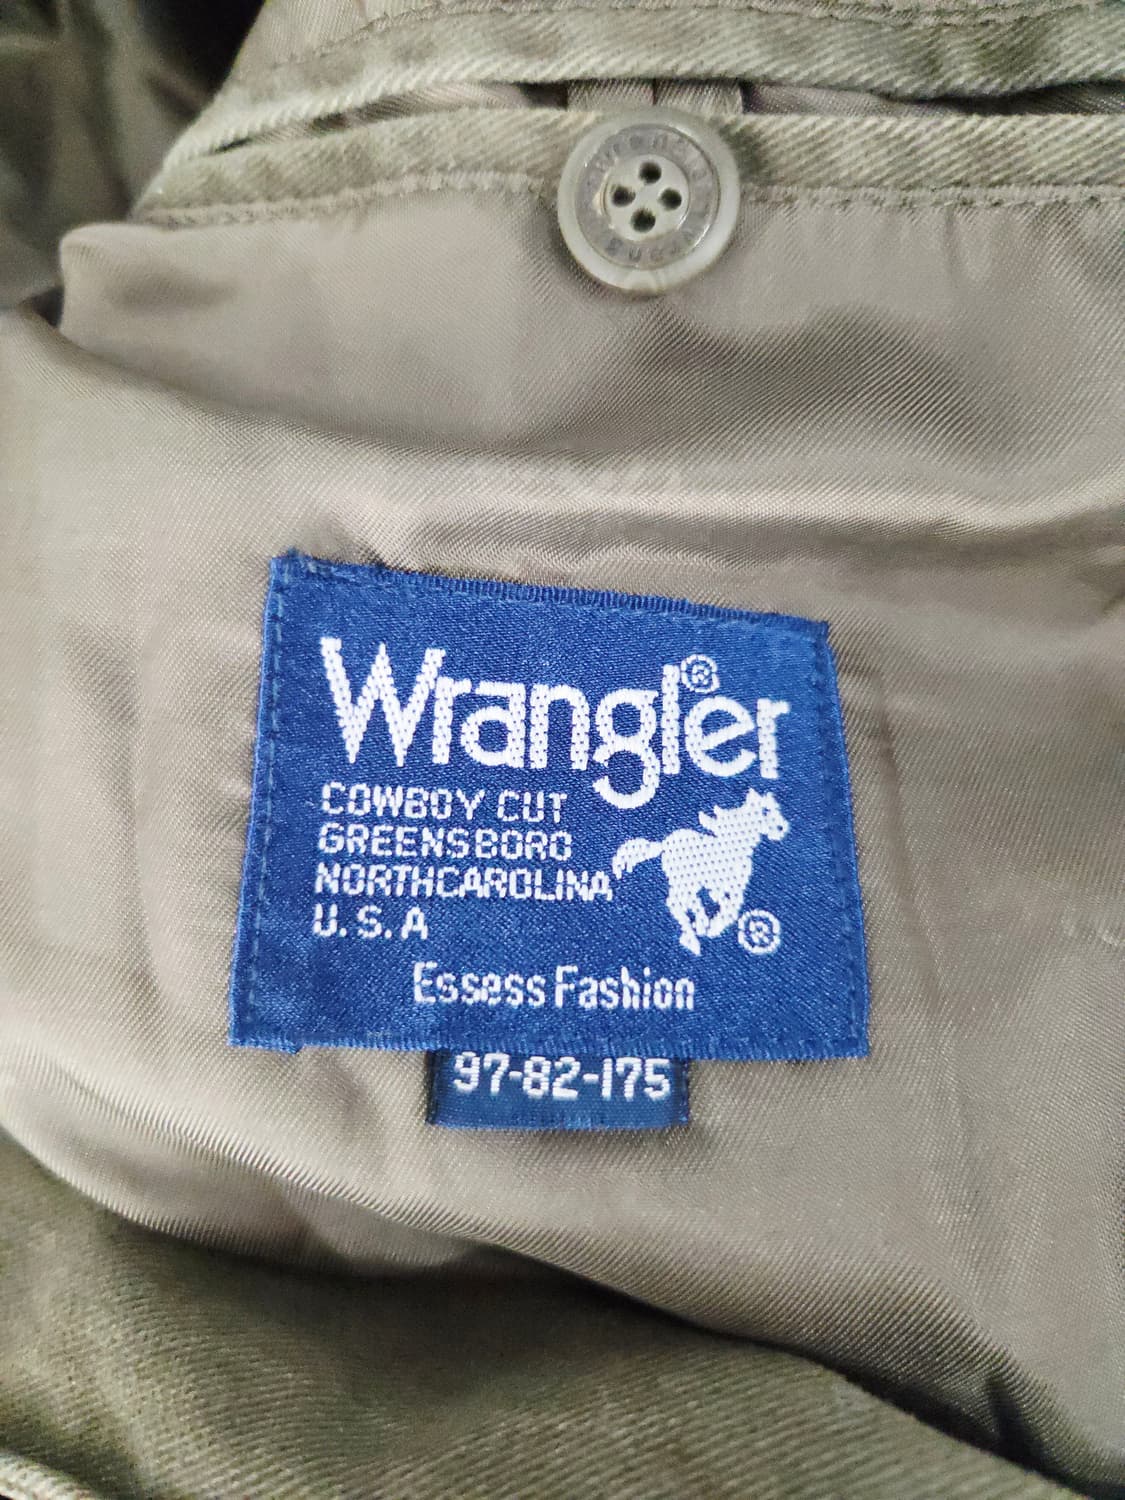 Wrangler®
COWBOY CUT
GREENSBORO
NORTHCAROLINA
U.S.A
®
Essess Fashion
97-82-175